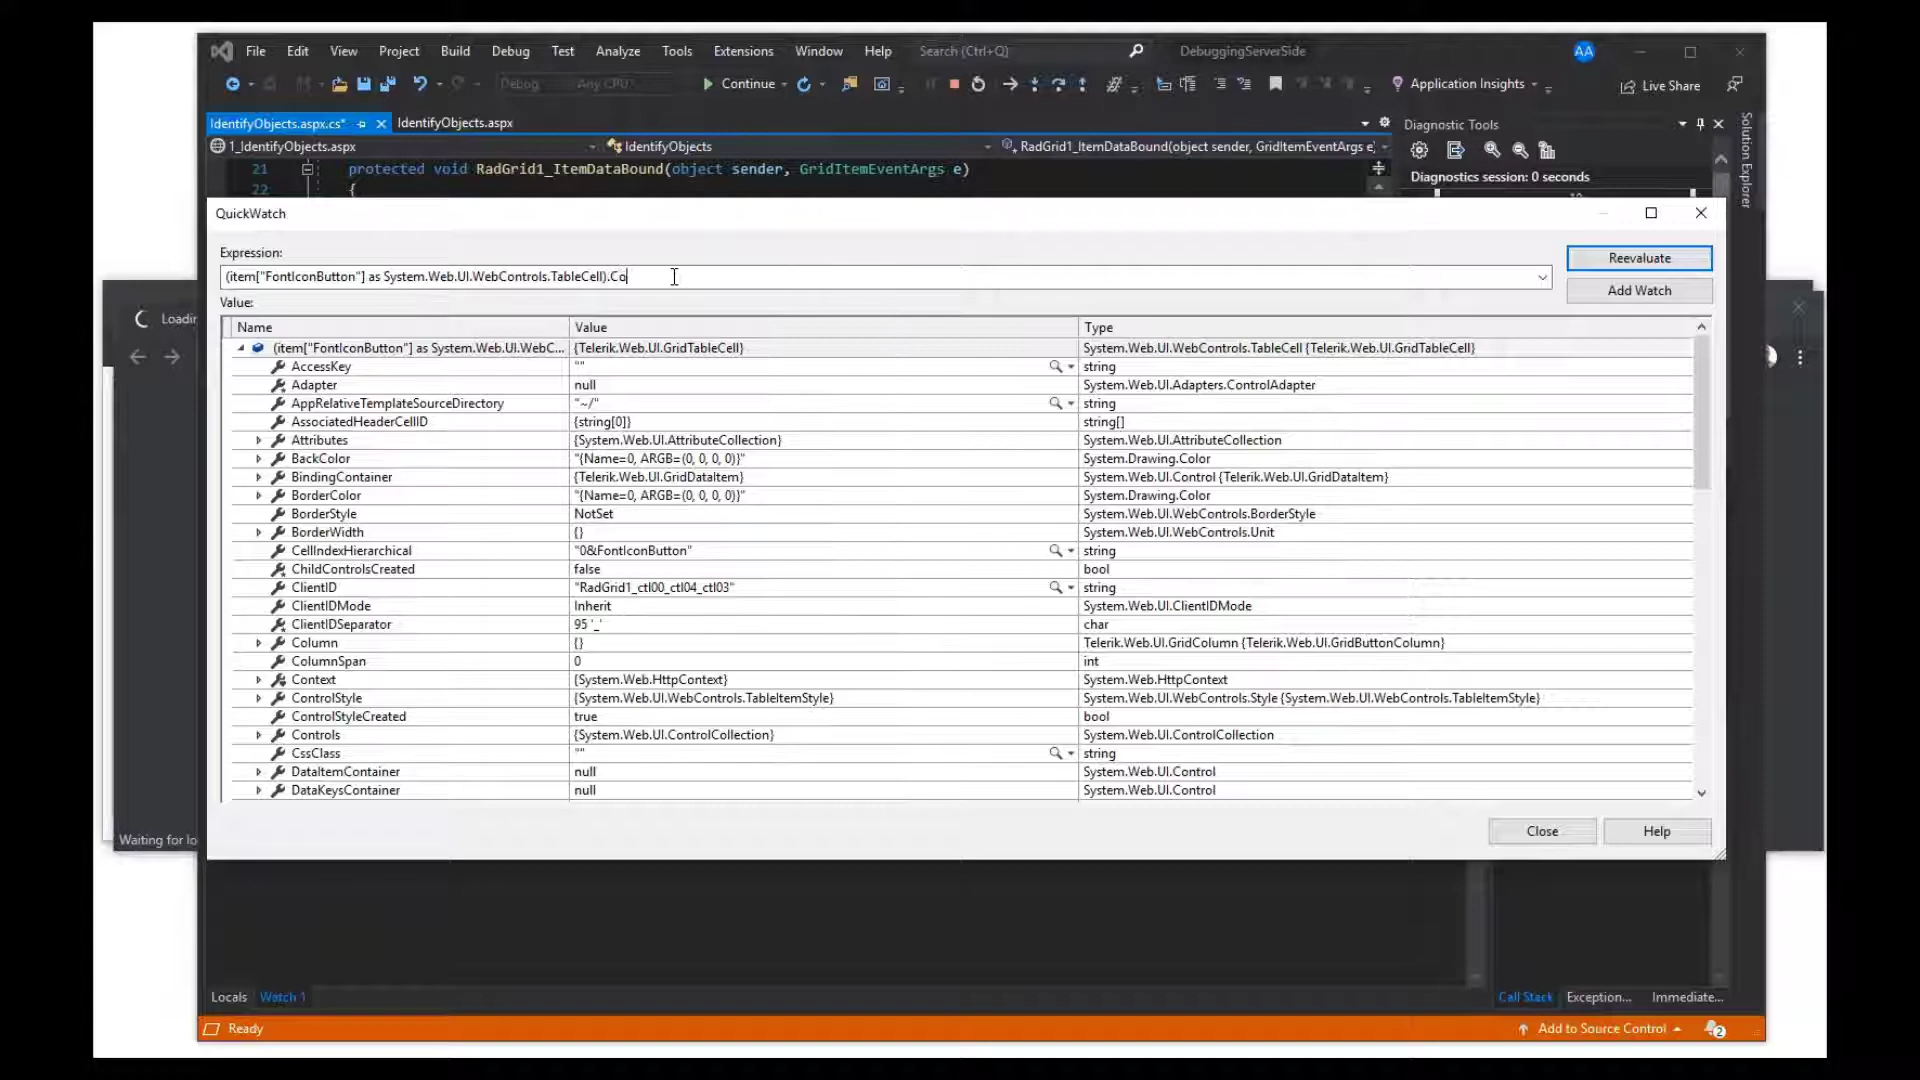 File Edit View Project Build Debug Test Analyze Tools Extensions Window Help Search (Ctrl+Q) DebuggingServerSide AA
Debug Any CPU Continue Application Insights Live Share
IdentifyObjects.aspx.cs* IdentifyObjects.aspx Diagnostic Tools
1_IdentifyObjects.aspx IdentifyObjects RadGrid1_ItemDataBound(object sender, GridItemEventArgs e)
21 protected void RadGrid1_ItemDataBound(object sender, GridItemEventArgs e)
Diagnostics session: 0 seconds
22 {
Solution Explorer
QuickWatch
Expression:
Reevaluate
(item["FontIconButton"] as System.Web.UI.WebControls.TableCell).Co
Add Watch
Value:
Name Value Type
(item["FontIconButton"] as System.Web.UI.WebC... {Telerik.Web.UI.GridTableCell} System.Web.UI.WebControls.TableCell {Telerik.Web.UI.GridTableCell}
AccessKey "" string
Adapter null System.Web.UI.Adapters.ControlAdapter
AppRelativeTemplateSourceDirectory "~/" string
AssociatedHeaderCellID {string[0]} string[]
Attributes {System.Web.UI.AttributeCollection} System.Web.UI.AttributeCollection
BackColor "{Name=0, ARGB=(0, 0, 0, 0)}" System.Drawing.Color
BindingContainer {Telerik.Web.UI.GridDataItem} System.Web.UI.Control {Telerik.Web.UI.GridDataItem}
BorderColor "{Name=0, ARGB=(0, 0, 0, 0)}" System.Drawing.Color
BorderStyle NotSet System.Web.UI.WebControls.BorderStyle
BorderWidth {} System.Web.UI.WebControls.Unit
CellIndexHierarchical "0&FontIconButton" string
ChildControlsCreated false bool
ClientID "RadGrid1_ctl00_ctl04_ctl03" string
ClientIDMode Inherit System.Web.UI.ClientIDMode
ClientIDSeparator 95 '_' char
Column {} Telerik.Web.UI.GridColumn {Telerik.Web.UI.GridButtonColumn}
ColumnSpan 0 int
Context {System.Web.HttpContext} System.Web.HttpContext
ControlStyle {System.Web.UI.WebControls.TableItemStyle} System.Web.UI.WebControls.Style {System.Web.UI.WebControls.TableItemStyle}
ControlStyleCreated true bool
Controls {System.Web.UI.ControlCollection} System.Web.UI.ControlCollection
CssClass "" string
DataItemContainer null System.Web.UI.Control
DataKeysContainer null System.Web.UI.Control
Close Help
Loadin
Waiting for lo
Locals Watch 1 Call Stack Exception... Immediate...
Ready Add to Source Control 2